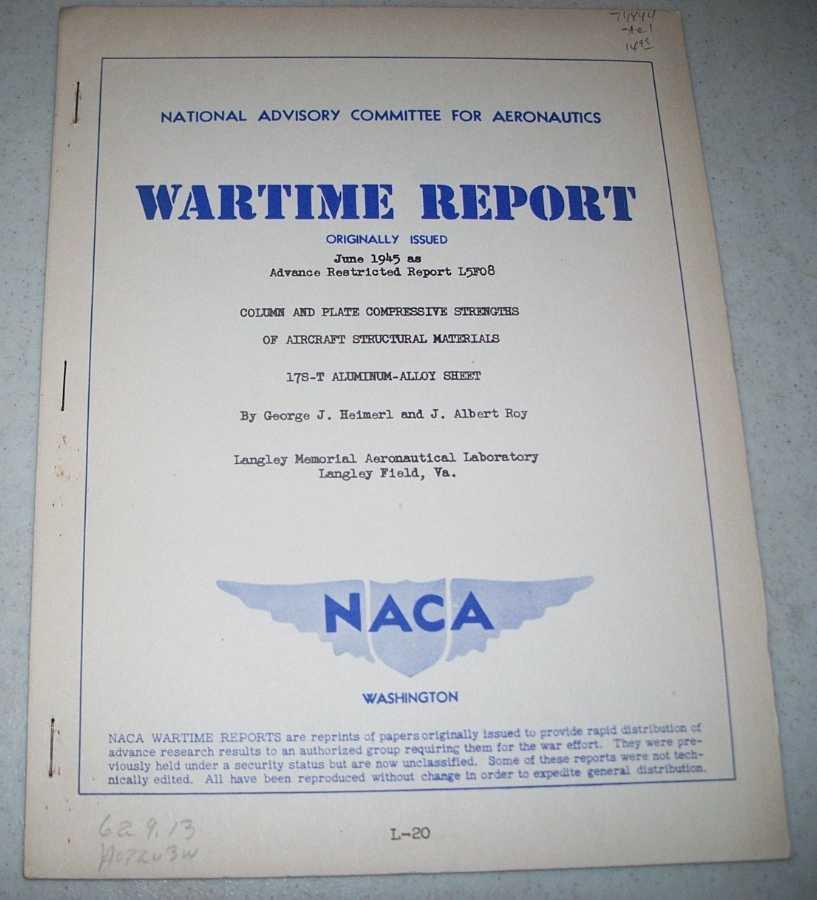 NATIONAL ADVISORY COMMITTEE FOR AERONAUTICS
WARTIME REPORT
ORIGINALLY ISSUED
June 1945 as
Advance Restricted Report L5F08
COLUMN AND PLATE COMPRESSIVE STRENGTHS
OF AIRCRAFT STRUCTURAL MATERIALS
17S-T ALUMINUM-ALLOY SHEET
By George J. Heimerl and J. Albert Roy
Langley Memorial Aeronautical Laboratory
Langley Field, Va.
NACA
WASHINGTON
NACA WARTIME REPORTS are reprints of papers originally issued to provide rapid distribution of
advance research results to an authorized group requiring them for the war effort. They were pre-
viously held under a security status but are now unclassified. Some of these reports were not tech-
nically edited. All have been reproduced without change in order to expedite general distribution.
L-20
62.9.13